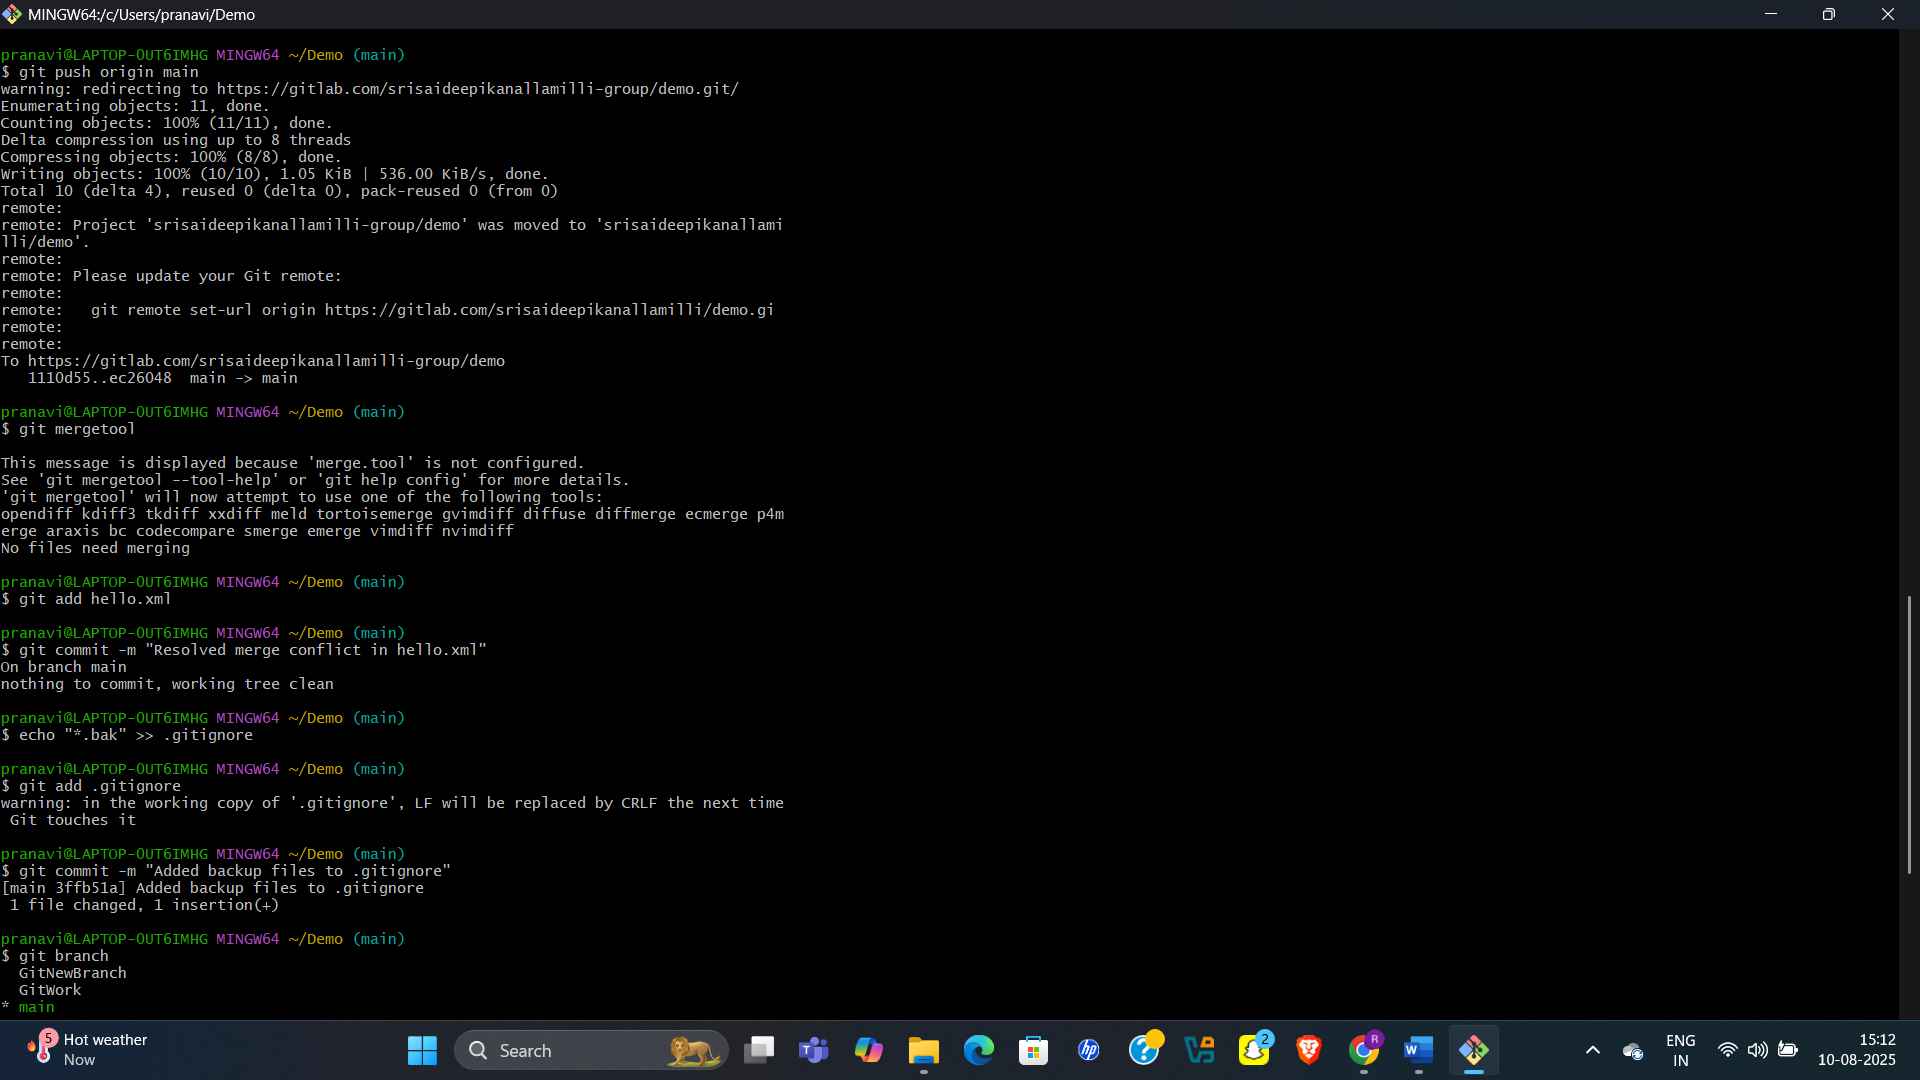 MINGW64:/c/Users/pranavi/Demo
pranavi@LAPTOP-OUT6IMHG MINGW64 ~/Demo (main)
$ git push origin main
warning: redirecting to https://gitlab.com/srisaideepikanallamilli-group/demo.git/
Enumerating objects: 11, done.
Counting objects: 100% (11/11), done.
Delta compression using up to 8 threads
Compressing objects: 100% (8/8), done.
Writing objects: 100% (10/10), 1.05 KiB | 536.00 KiB/s, done.
Total 10 (delta 4), reused 0 (delta 0), pack-reused 0 (from 0)
remote:
remote: Project 'srisaideepikanallamilli-group/demo' was moved to 'srisaideepikanallami
lli/demo'.
remote:
remote: Please update your Git remote:
remote:
remote:   git remote set-url origin https://gitlab.com/srisaideepikanallamilli/demo.gi
remote:
remote:
To https://gitlab.com/srisaideepikanallamilli-group/demo
   1110d55..ec26048  main -> main
pranavi@LAPTOP-OUT6IMHG MINGW64 ~/Demo (main)
$ git mergetool
This message is displayed because 'merge.tool' is not configured.
See 'git mergetool --tool-help' or 'git help config' for more details.
'git mergetool' will now attempt to use one of the following tools:
opendiff kdiff3 tkdiff xxdiff meld tortoisemerge gvimdiff diffuse diffmerge ecmerge p4m
erge araxis bc codecompare smerge emerge vimdiff nvimdiff
No files need merging
pranavi@LAPTOP-OUT6IMHG MINGW64 ~/Demo (main)
$ git add hello.xml
pranavi@LAPTOP-OUT6IMHG MINGW64 ~/Demo (main)
$ git commit -m "Resolved merge conflict in hello.xml"
On branch main
nothing to commit, working tree clean
pranavi@LAPTOP-OUT6IMHG MINGW64 ~/Demo (main)
$ echo "*.bak" >> .gitignore
pranavi@LAPTOP-OUT6IMHG MINGW64 ~/Demo (main)
$ git add .gitignore
warning: in the working copy of '.gitignore', LF will be replaced by CRLF the next time
 Git touches it
pranavi@LAPTOP-OUT6IMHG MINGW64 ~/Demo (main)
$ git commit -m "Added backup files to .gitignore"
[main 3ffb51a] Added backup files to .gitignore
 1 file changed, 1 insertion(+)
pranavi@LAPTOP-OUT6IMHG MINGW64 ~/Demo (main)
$ git branch
  GitNewBranch
  GitWork
* main
5
Hot weather
Now
Search
T
hp
?
2
R
W
ENG
IN
15:12
10-08-2025